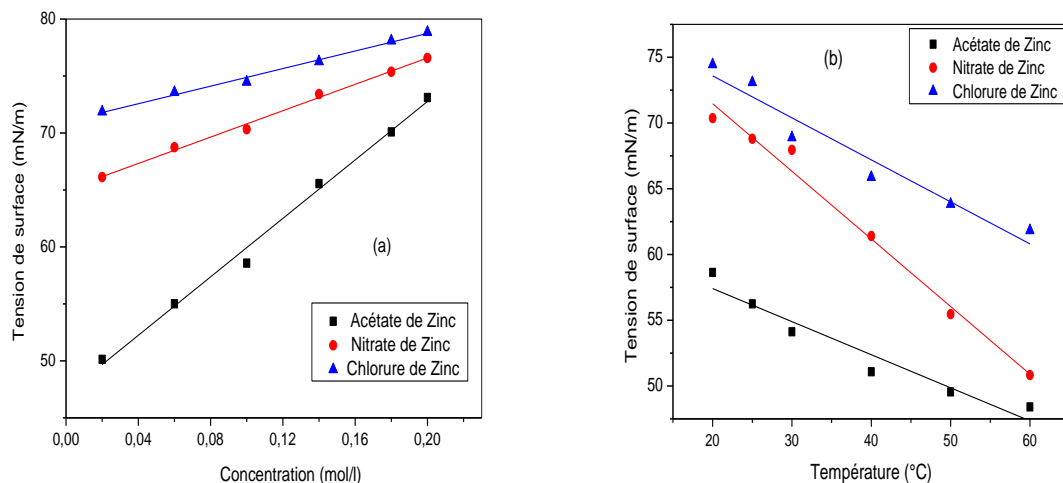 80
70
60
50
0,00
0,04
0,08
0,12
0,16
0,20
Tension de surface (mN/m)
Concentration (mol/l)
(a)
Acétate de Zinc
Nitrate de Zinc
Chlorure de Zinc
75
70
65
60
55
50
20
30
40
50
60
Tension de surface (mN/m)
Température (°C)
(b)
Acétate de Zinc
Nitrate de Zinc
Chlorure de Zinc